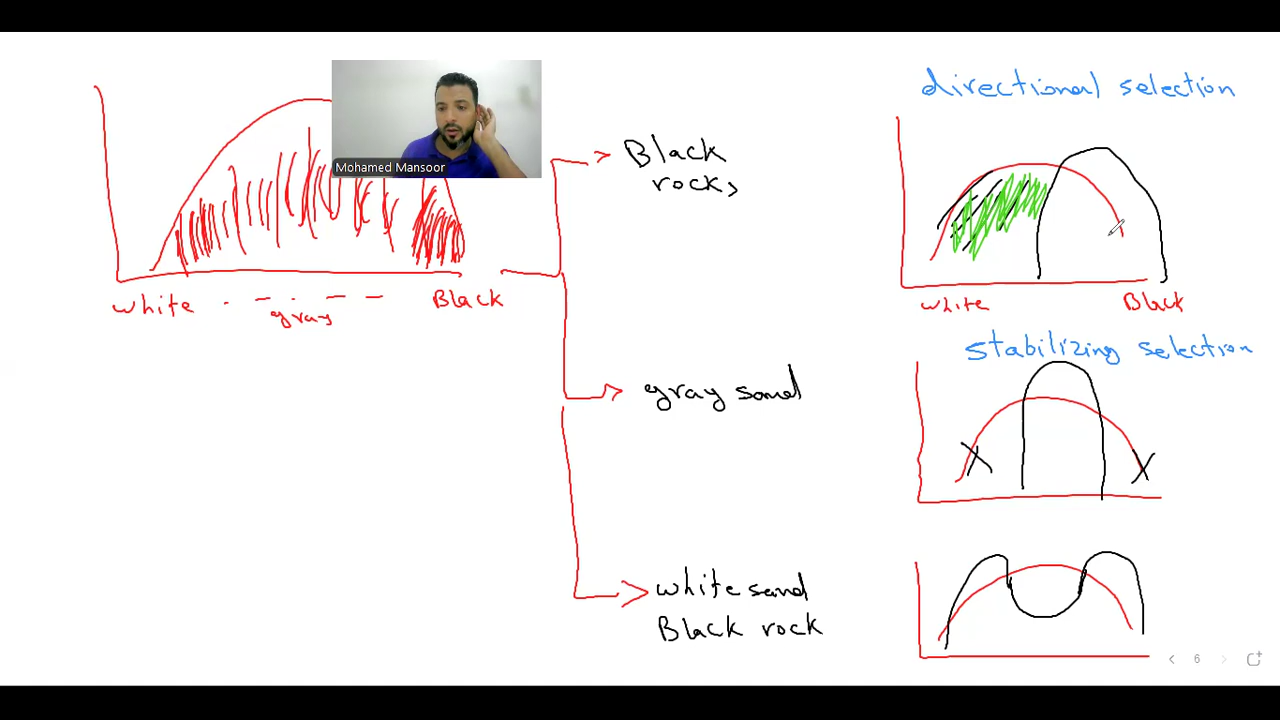 Mohamed Mansoor
white
gray
Black
Black
rocks
gray sand
white sand
Black rock
directional selection
white
Black
stabilizing selection
6